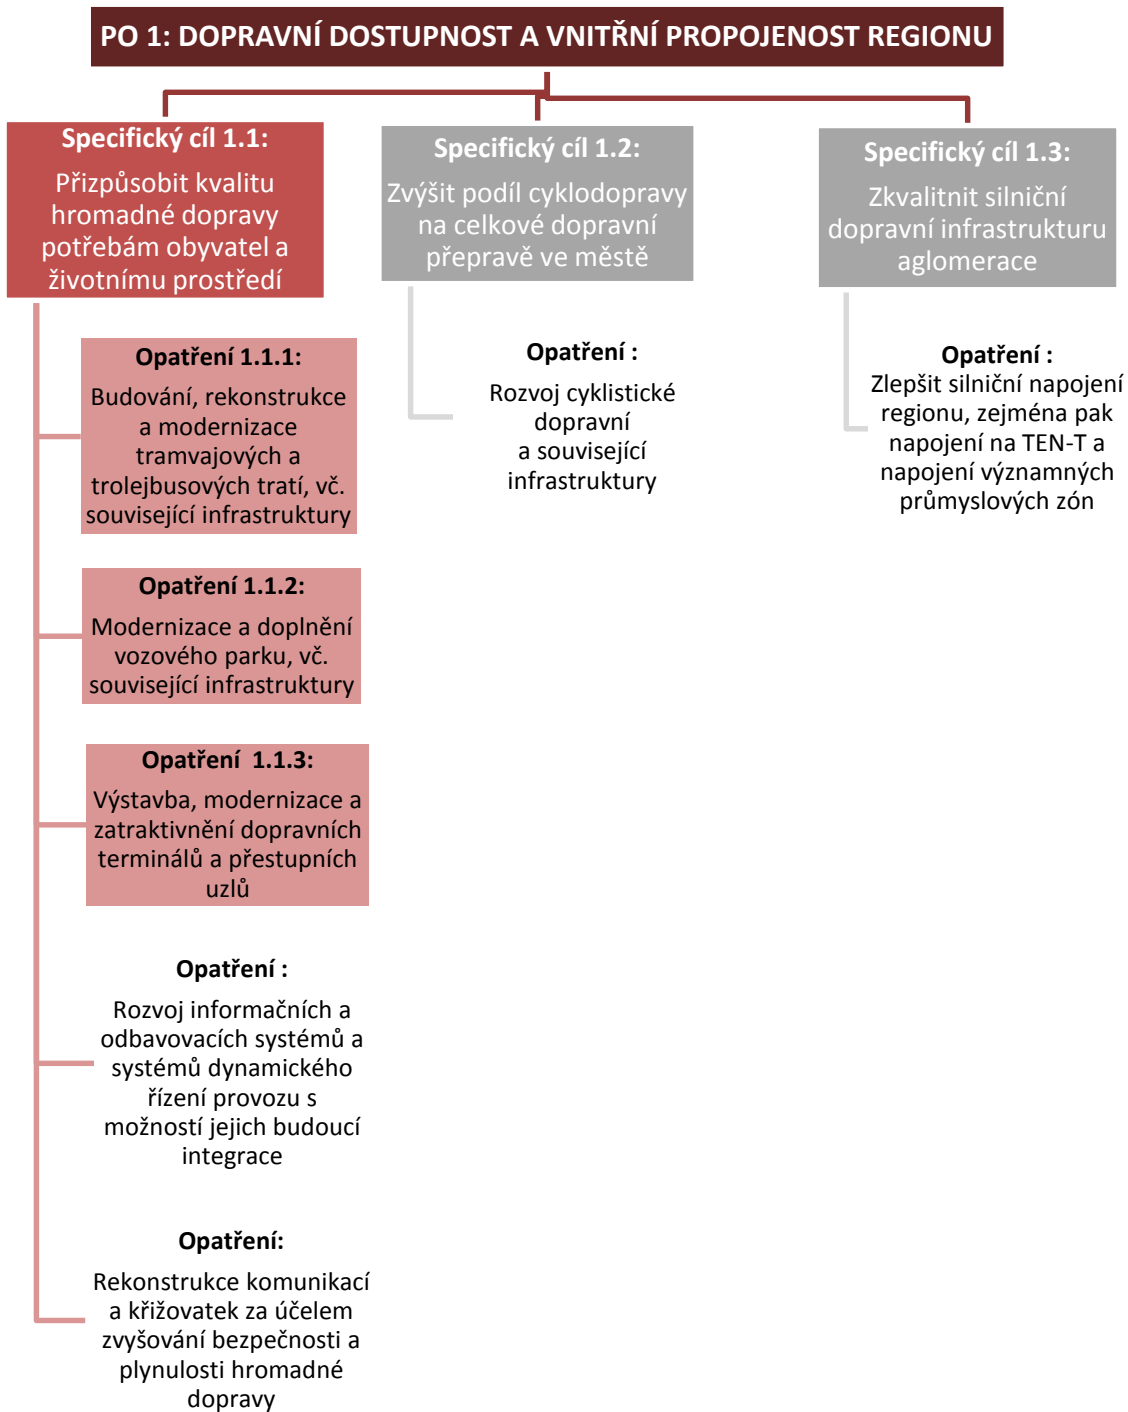 PO 1: DOPRAVNÍ DOSTUPNOST A VNITŘNÍ PROPOJENOST REGIONU
Specifický cíl 1.1:
Přizpůsobit kvalitu
hromadné dopravy
potřebám obyvatel a
životnímu prostředí
Opatření 1.1.1:
Budování, rekonstrukce
a modernizace
tramvajových a
trolejbusových tratí, vč.
související infrastruktury
Opatření 1.1.2:
Modernizace a doplnění
vozového parku, vč.
související infrastruktury
Opatření 1.1.3:
Výstavba, modernizace a
zatraktivnění dopravních
terminálů a přestupních
uzlů
Opatření :
Rozvoj informačních a
odbavovacích systémů a
systémů dynamického
řízení provozu s
možností jejich budoucí
integrace
Opatření:
Rekonstrukce komunikací
a křižovatek za účelem
zvyšování bezpečnosti a
plynulosti hromadné
dopravy
Specifický cíl 1.2:
Zvýšit podíl cyklodopravy
na celkové dopravní
přepravě ve městě
Opatření :
Rozvoj cyklistické
dopravní
a související
infrastruktury
Specifický cíl 1.3:
Zkvalitnit silniční
dopravní infrastrukturu
aglomerace
Opatření :
Zlepšit silniční napojení
regionu, zejména pak
napojení na TEN-T a
napojení významných
průmyslových zón